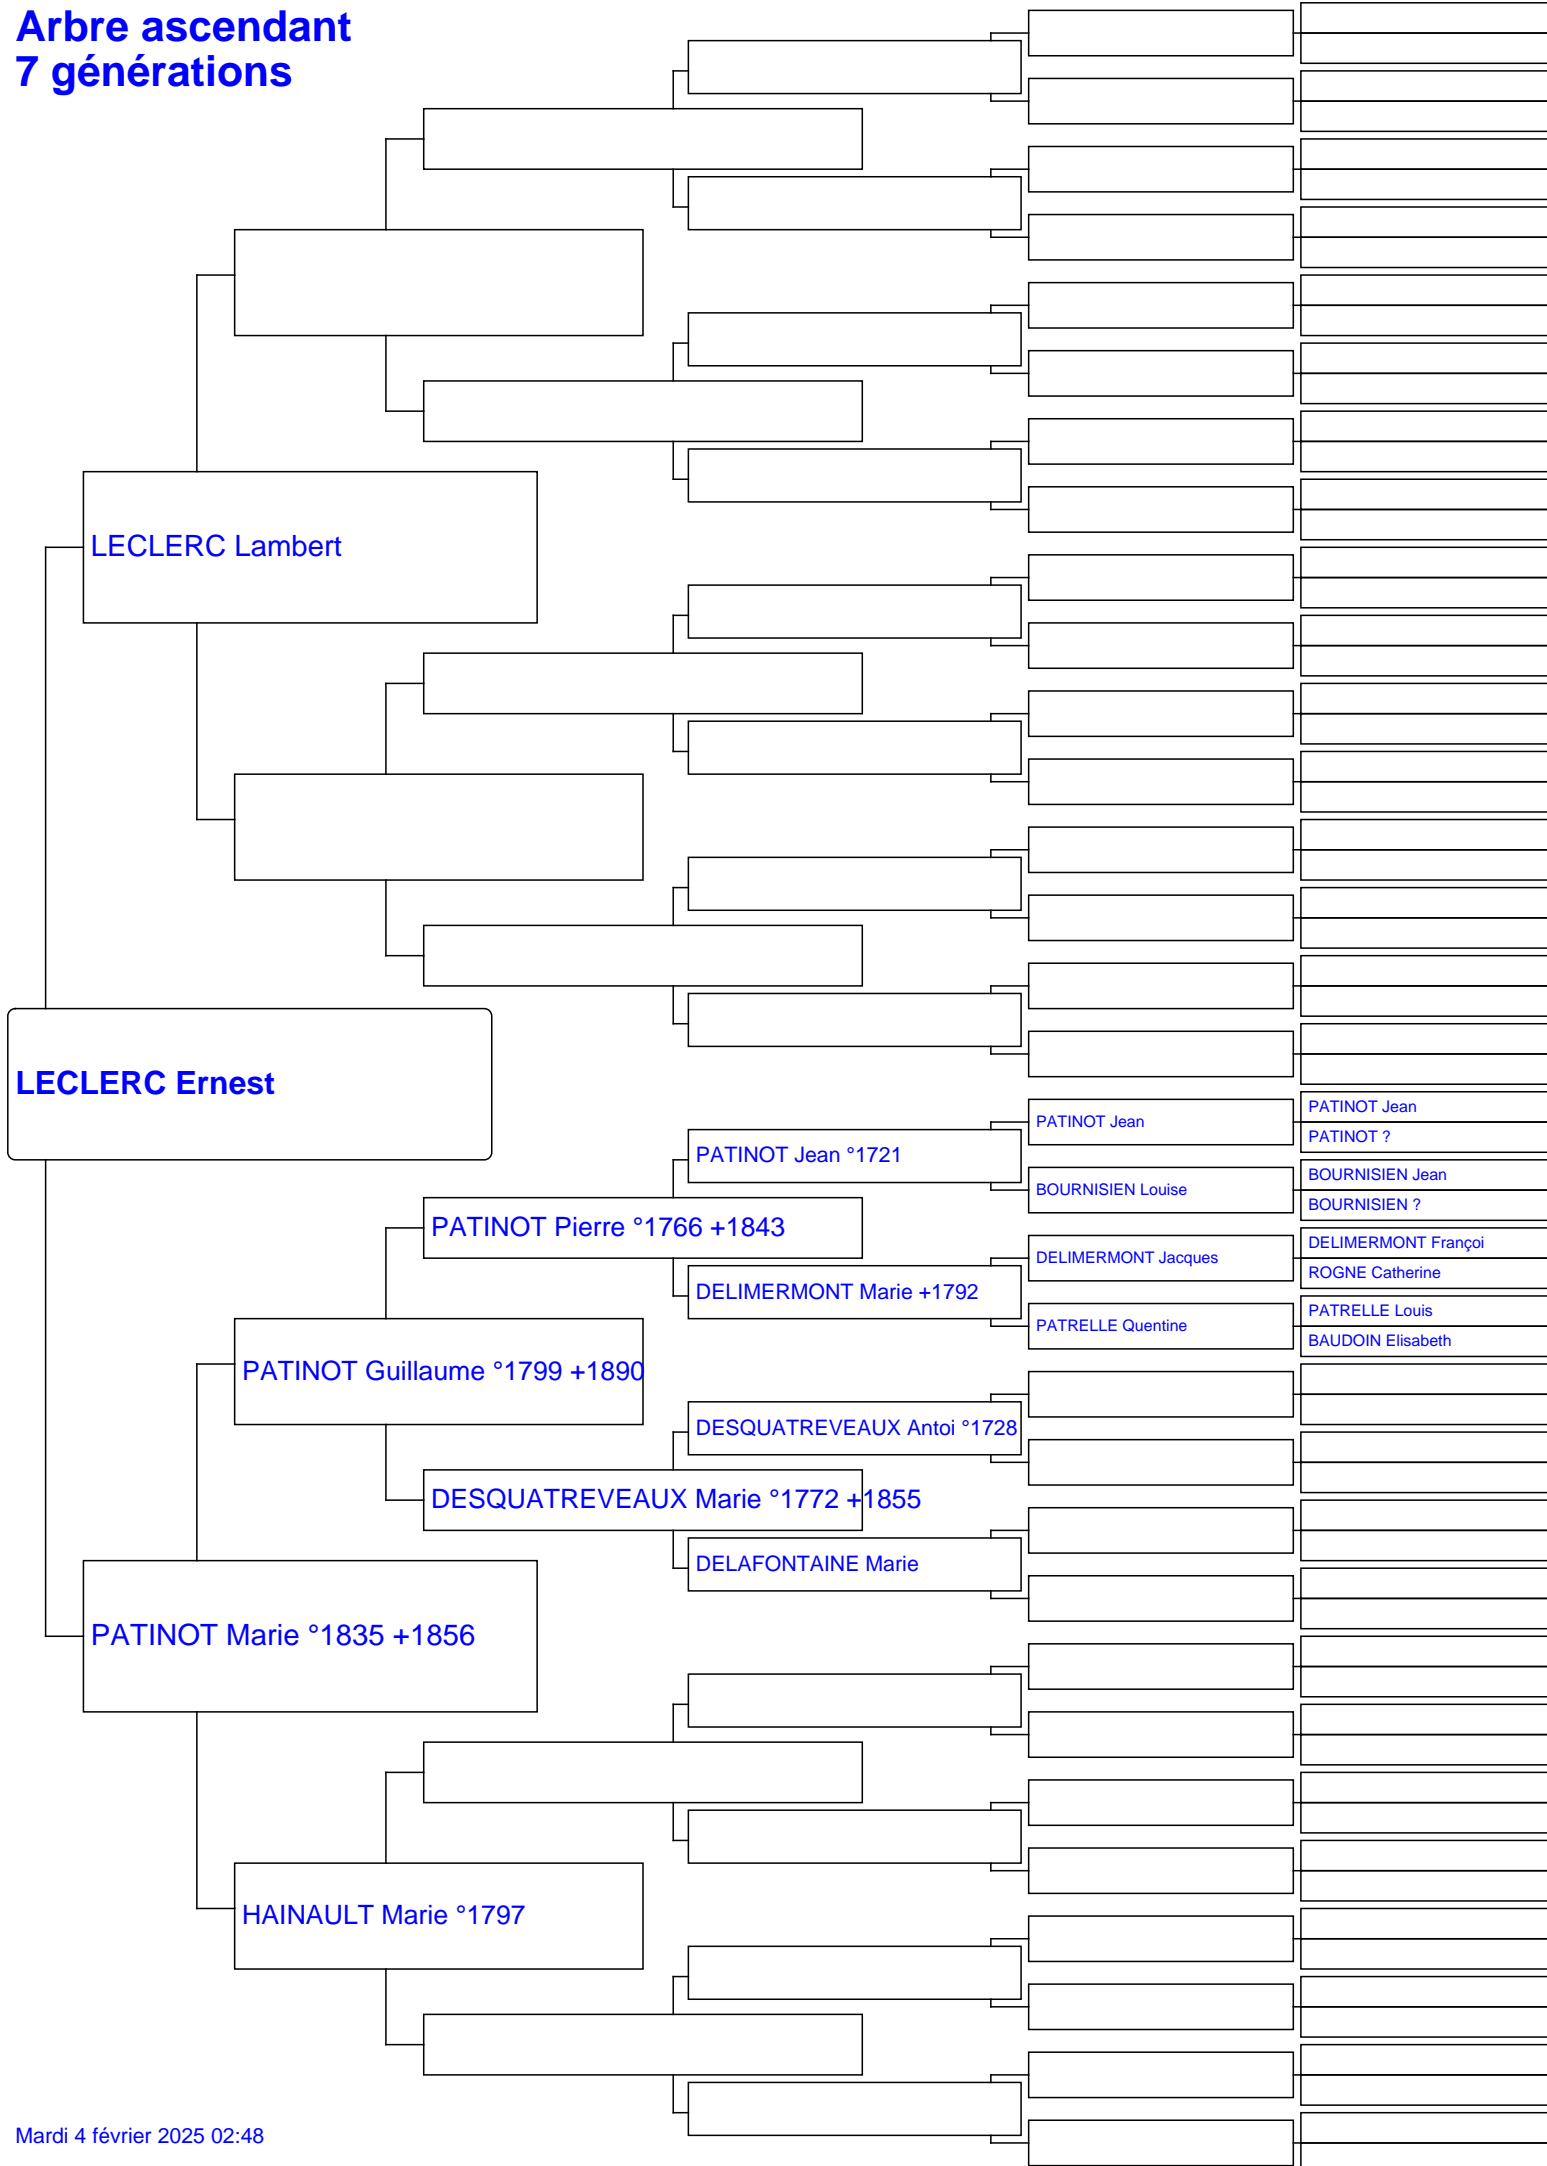 Arbre ascendant
7 générations
LECLERC Lambert
LECLERC Ernest
PATINOT Jean
PATINOT Jean
PATINOT ?
PATINOT Jean °1721
BOURNISIEN Louise
BOURNISIEN Jean
BOURNISIEN ?
PATINOT Pierre °1766 +1843
DELIMERMONT Jacques
DELIMERMONT Françoi
ROGNE Catherine
DELIMERMONT Marie +1792
PATRELLE Quentine
PATRELLE Louis
BAUDOIN Elisabeth
PATINOT Guillaume °1799 +1890
DESQUATREVEAUX Antoi °1728
DESQUATREVEAUX Marie °1772 +1855
DELAFONTAINE Marie
PATINOT Marie °1835 +1856
HAINAULT Marie °1797
Mardi 4 février 2025 02:48